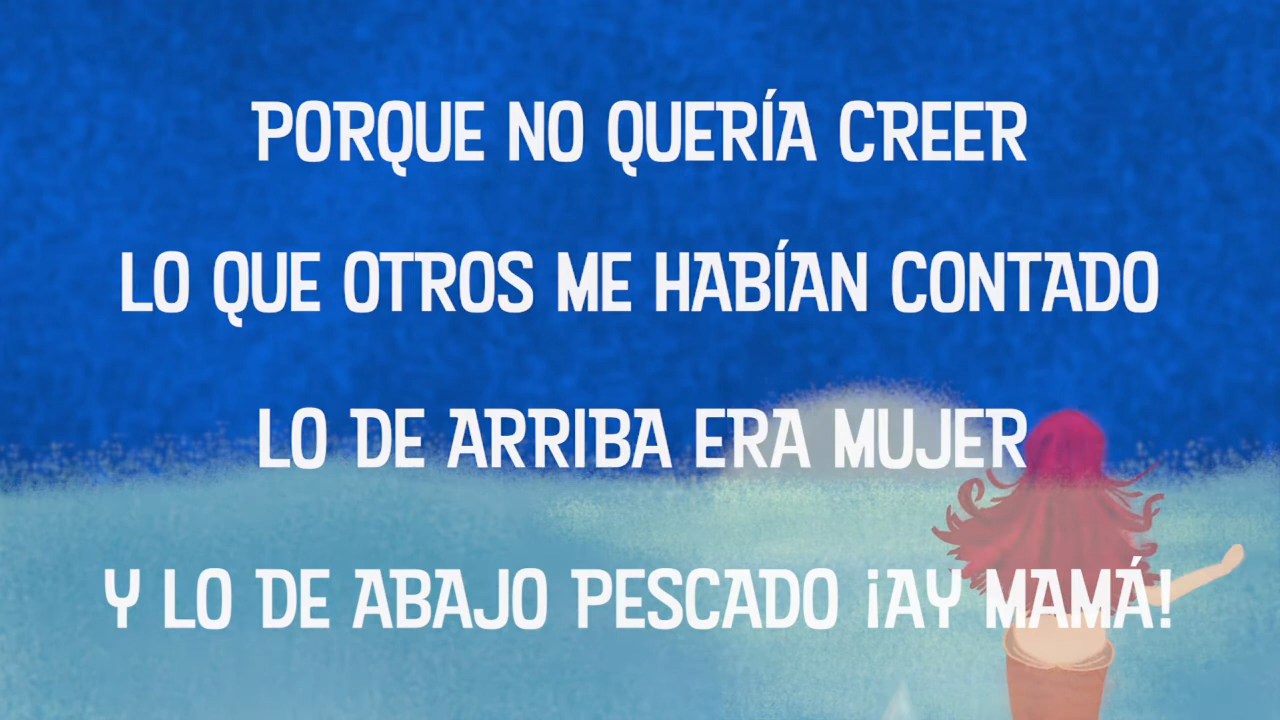 PORQUE NO QUERÍA CREER
LO QUE OTROS ME HABÍAN CONTADO
LO DE ARRIBA ERA MUJER
Y LO DE ABAJO PESCADO ¡AY MAMÁ!